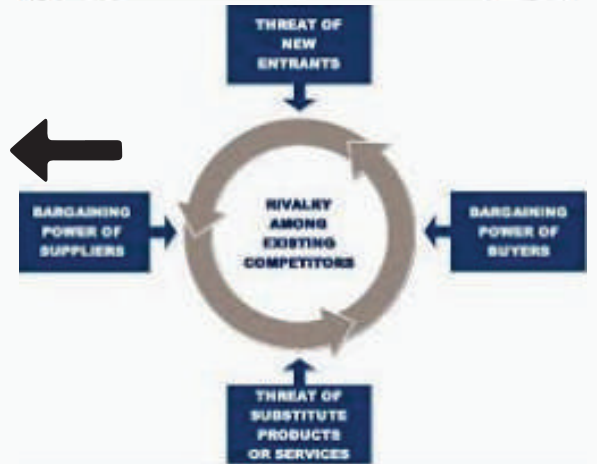 THREAT OF
NEW
ENTRANTS
BARGAINING
POWER OF
SUPPLIERS
RIVALRY
AMONG
EXISTING
COMPETITORS
BARGAINING
POWER OF
BUYERS
THREAT OF
SUBSTITUTE
PRODUCTS
OR SERVICES